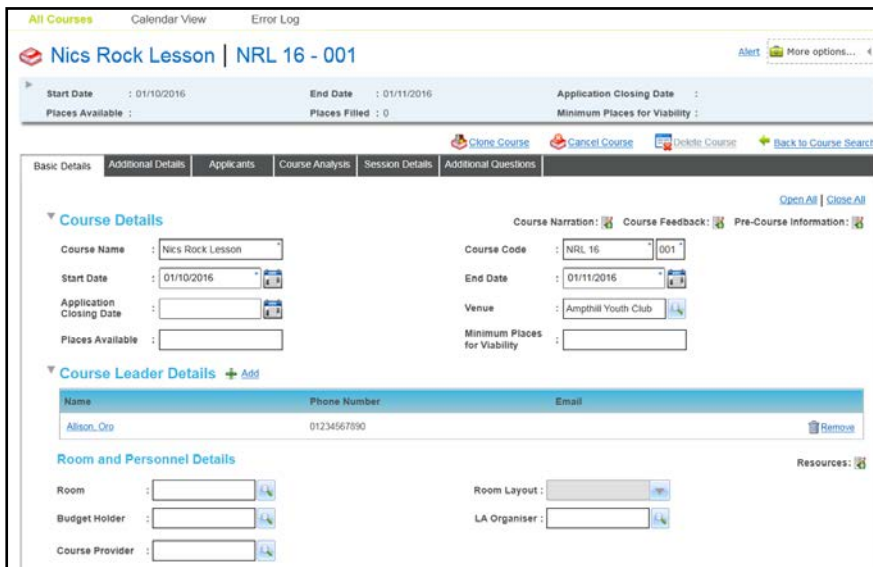 All Courses Calendar View Error Log
Nics Rock Lesson | NRL 16 - 001 Alert More options...
Start Date : 01/10/2016 End Date : 01/11/2016 Application Closing Date :
Places Available : Places Filled : 0 Minimum Places for Viability :
Clone Course Cancel Course Delete Course Back to Course Search
Basic Details Additional Details Applicants Course Analysis Session Details Additional Questions
Open All | Close All
Course Details Course Narration: Course Feedback: Pre-Course Information:
Course Name : Nics Rock Lesson Course Code : NRL 16 001
Start Date : 01/10/2016 End Date : 01/11/2016
Application Closing Date : Venue : Ampthill Youth Club
Places Available : Minimum Places for Viability :
Course Leader Details Add
Name Phone Number Email
Allison, Oro 01234567890 Remove
Room and Personnel Details Resources:
Room : Room Layout :
Budget Holder : LA Organiser :
Course Provider :